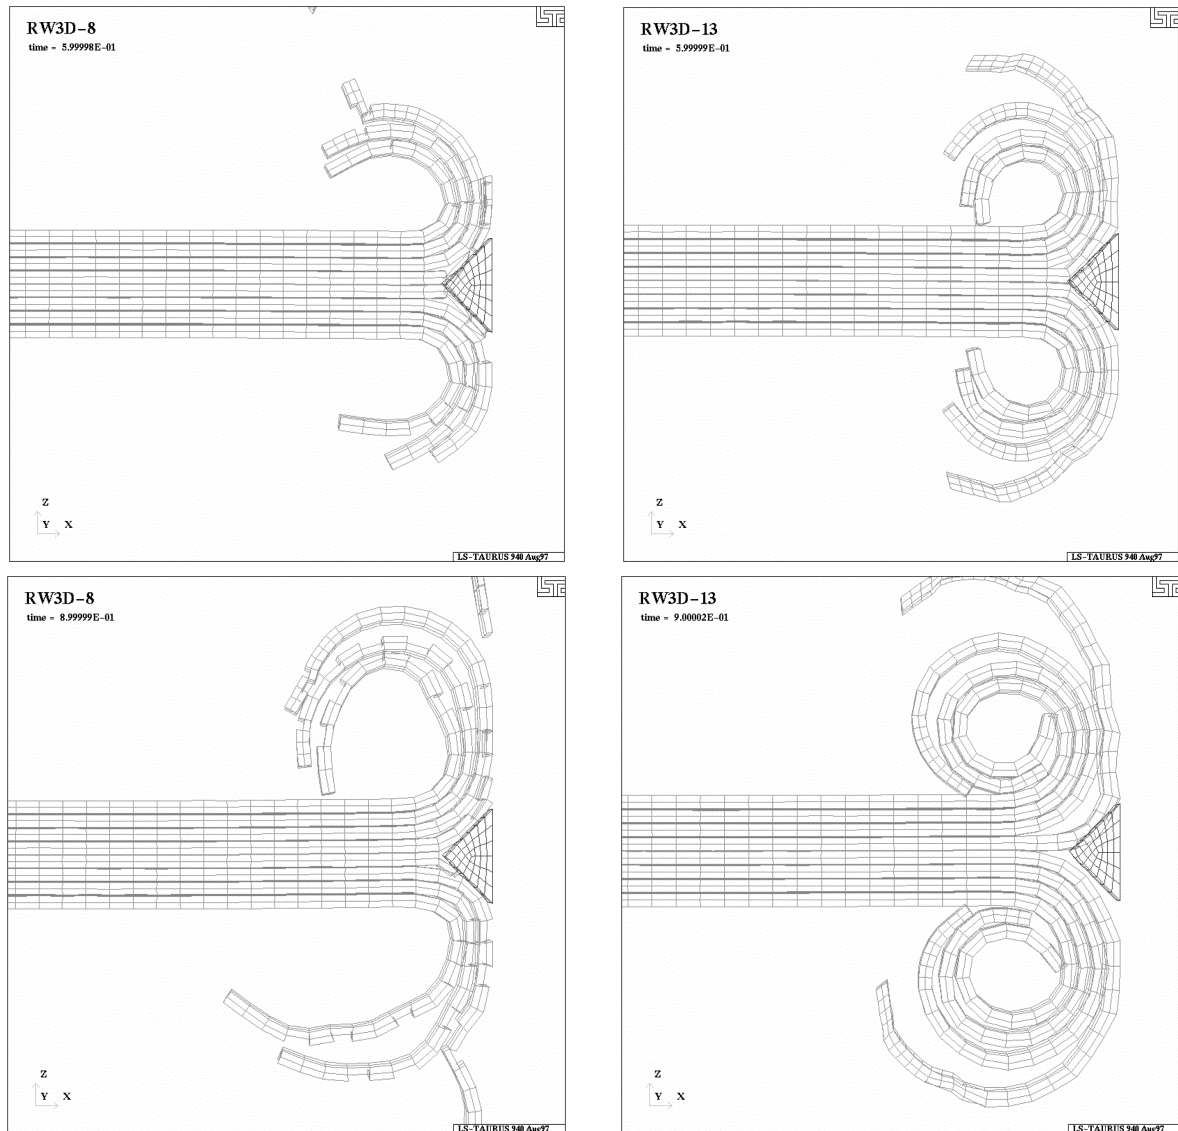 RW3D-8
time = 5.99998E-01
Z
Y X
LS-TAURUS 940 Aug97
RW3D-13
time = 5.99999E-01
Z
Y X
LS-TAURUS 940 Aug97
RW3D-8
time = 8.99999E-01
Z
Y X
LS-TAURUS 940 Aug97
RW3D-13
time = 9.00002E-01
Z
Y X
LS-TAURUS 940 Aug97